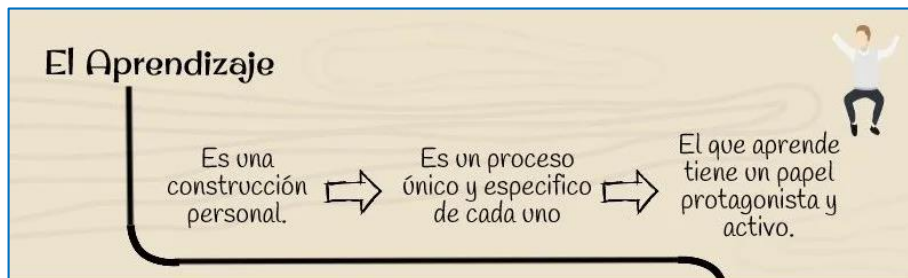 El Aprendizaje
Es una
construcción
personal.
Es un proceso
único y especifico
de cada uno
El que aprende
tiene un papel
protagonista y
activo.